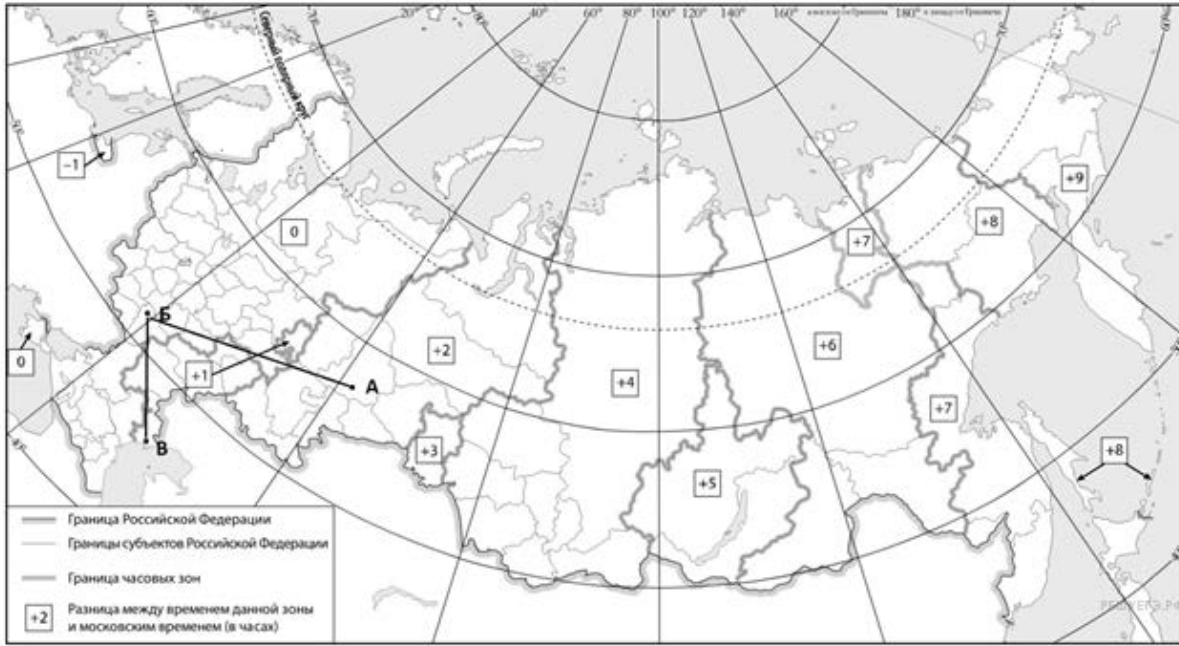 20° 40° 60° 80° 100° 120° 140° 160° 180°
Северный полярный круг
-1
0
+9
+8
+7
Б
0
+1
+2
А
+4
+6
+7
В
+3
+5
+8
Граница Российской Федерации
Границы субъектов Российской Федерации
Граница часовых зон
+2
Разница между временем данной зоны
и московским временем (в часах)